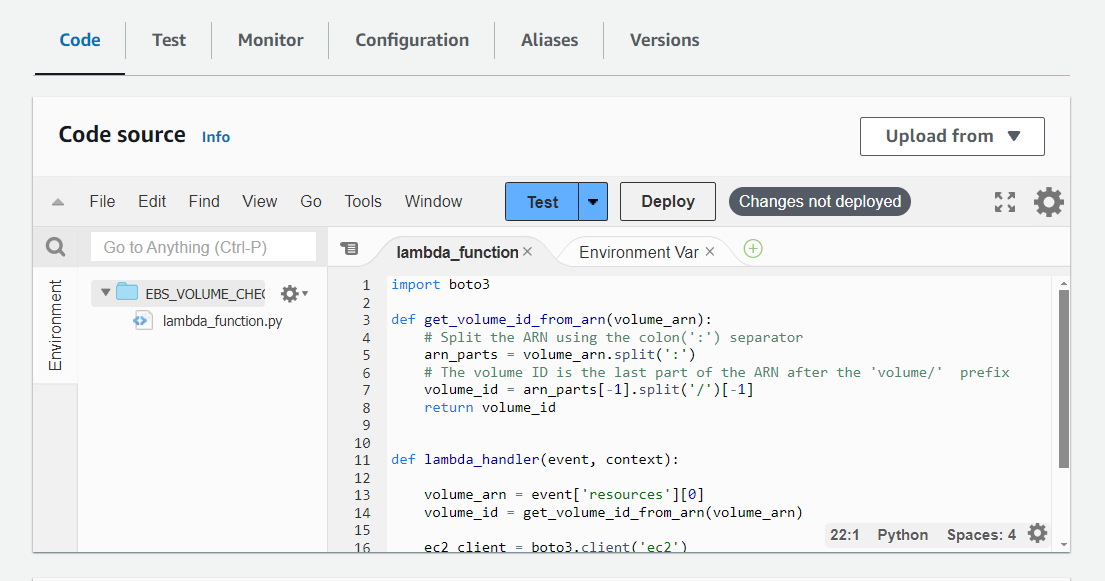 Code Test Monitor Configuration Aliases Versions
Code source Info
Upload from
File Edit Find View Go Tools Window Test Deploy Changes not deployed
Go to Anything (Ctrl-P)
lambda_function Environment Var
Environment
EBS_VOLUME_CHEC
lambda_function.py
1 import boto3
2
3 def get_volume_id_from_arn(volume_arn):
4     # Split the ARN using the colon(':') separator
5     arn_parts = volume_arn.split(':')
6     # The volume ID is the last part of the ARN after the 'volume/'  prefix
7     volume_id = arn_parts[-1].split('/')[-1]
8     return volume_id
9
10
11 def lambda_handler(event, context):
12
13     volume_arn = event['resources'][0]
14     volume_id = get_volume_id_from_arn(volume_arn)
15
16     ec2_client = boto3.client('ec2')
22:1 Python Spaces: 4